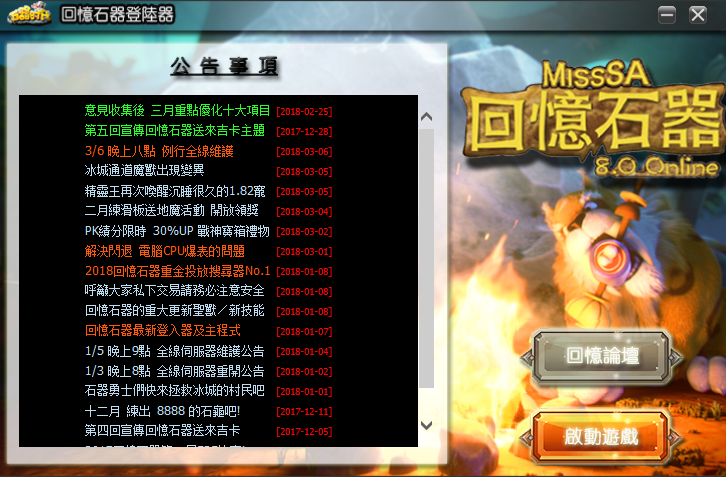 回憶石器登陸器
公告事項
意見收集後 三月重點優化十大項目 [2018-02-25]
第五回宣傳回憶石器送來吉卡主題 [2017-12-28]
3/6 晚上八點 例行全線維護 [2018-03-06]
冰城通道魔獸出現變異 [2018-03-05]
精靈王再次喚醒沉睡很久的1.82寵 [2018-03-05]
二月練滑板送地魔活動 開放領獎 [2018-03-04]
PK績分限時 30%UP 戰神寶箱禮物 [2018-03-02]
解決閃退 電腦CPU爆表的問題 [2018-03-01]
2018回憶石器重金投放搜尋器No.1 [2018-01-08]
呼籲大家私下交易請務必注意安全 [2018-01-08]
回憶石器的重大更新聖獸／新技能 [2018-01-08]
回憶石器最新登入器及主程式 [2018-01-07]
1/5 晚上9點 全線伺服器維護公告 [2018-01-04]
1/3 晚上8點 全線伺服器重開公告 [2018-01-02]
石器勇士們快來拯救冰城的村民吧 [2018-01-01]
十二月 練出 8888 的石龜吧! [2017-12-11]
第四回宣傳回憶石器送來吉卡 [2017-12-05]
MissSA
回憶石器
8.0 Online
回憶論壇
啟動遊戲